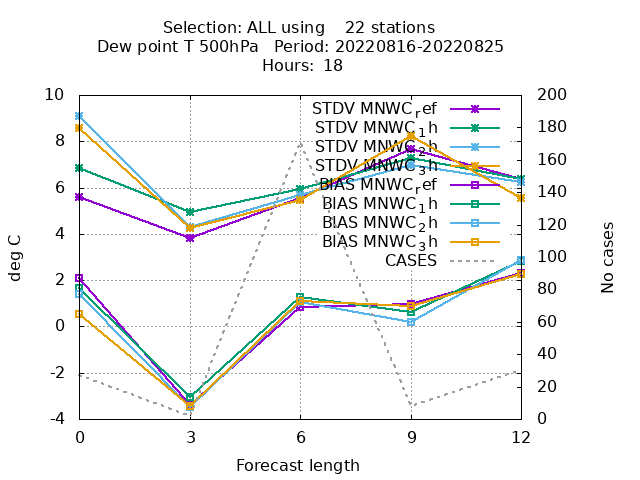 Selection: ALL using    22 stations
Dew point T 500hPa   Period: 20220816-20220825
Hours: 18
10
8
6
4
2
0
-2
-4
deg C
200
180
160
140
120
100
80
60
40
20
0
No cases
STDV MNWC_ref
STDV MNWC_1h
STDV MNWC_2h
STDV MNWC_3h
BIAS MNWC_ref
BIAS MNWC_1h
BIAS MNWC_2h
BIAS MNWC_3h
CASES
0 3 6 9 12
Forecast length